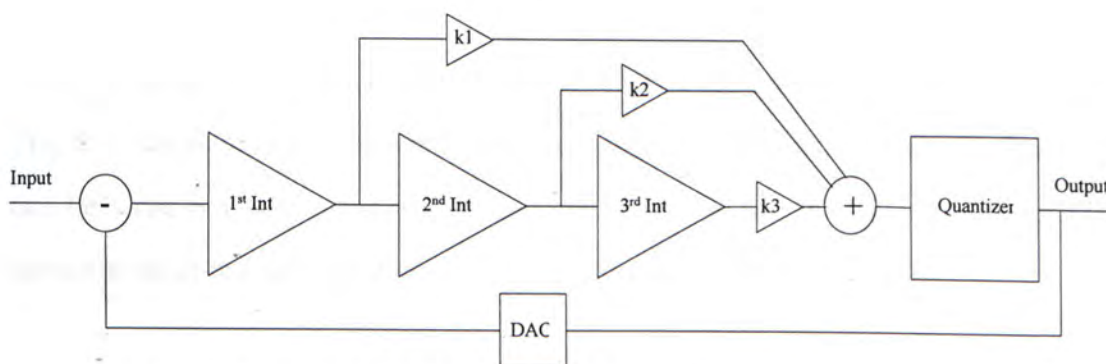 k1
k2
Input
-
1st Int
2nd Int
3rd Int
k3
+
Quantizer
Output
DAC